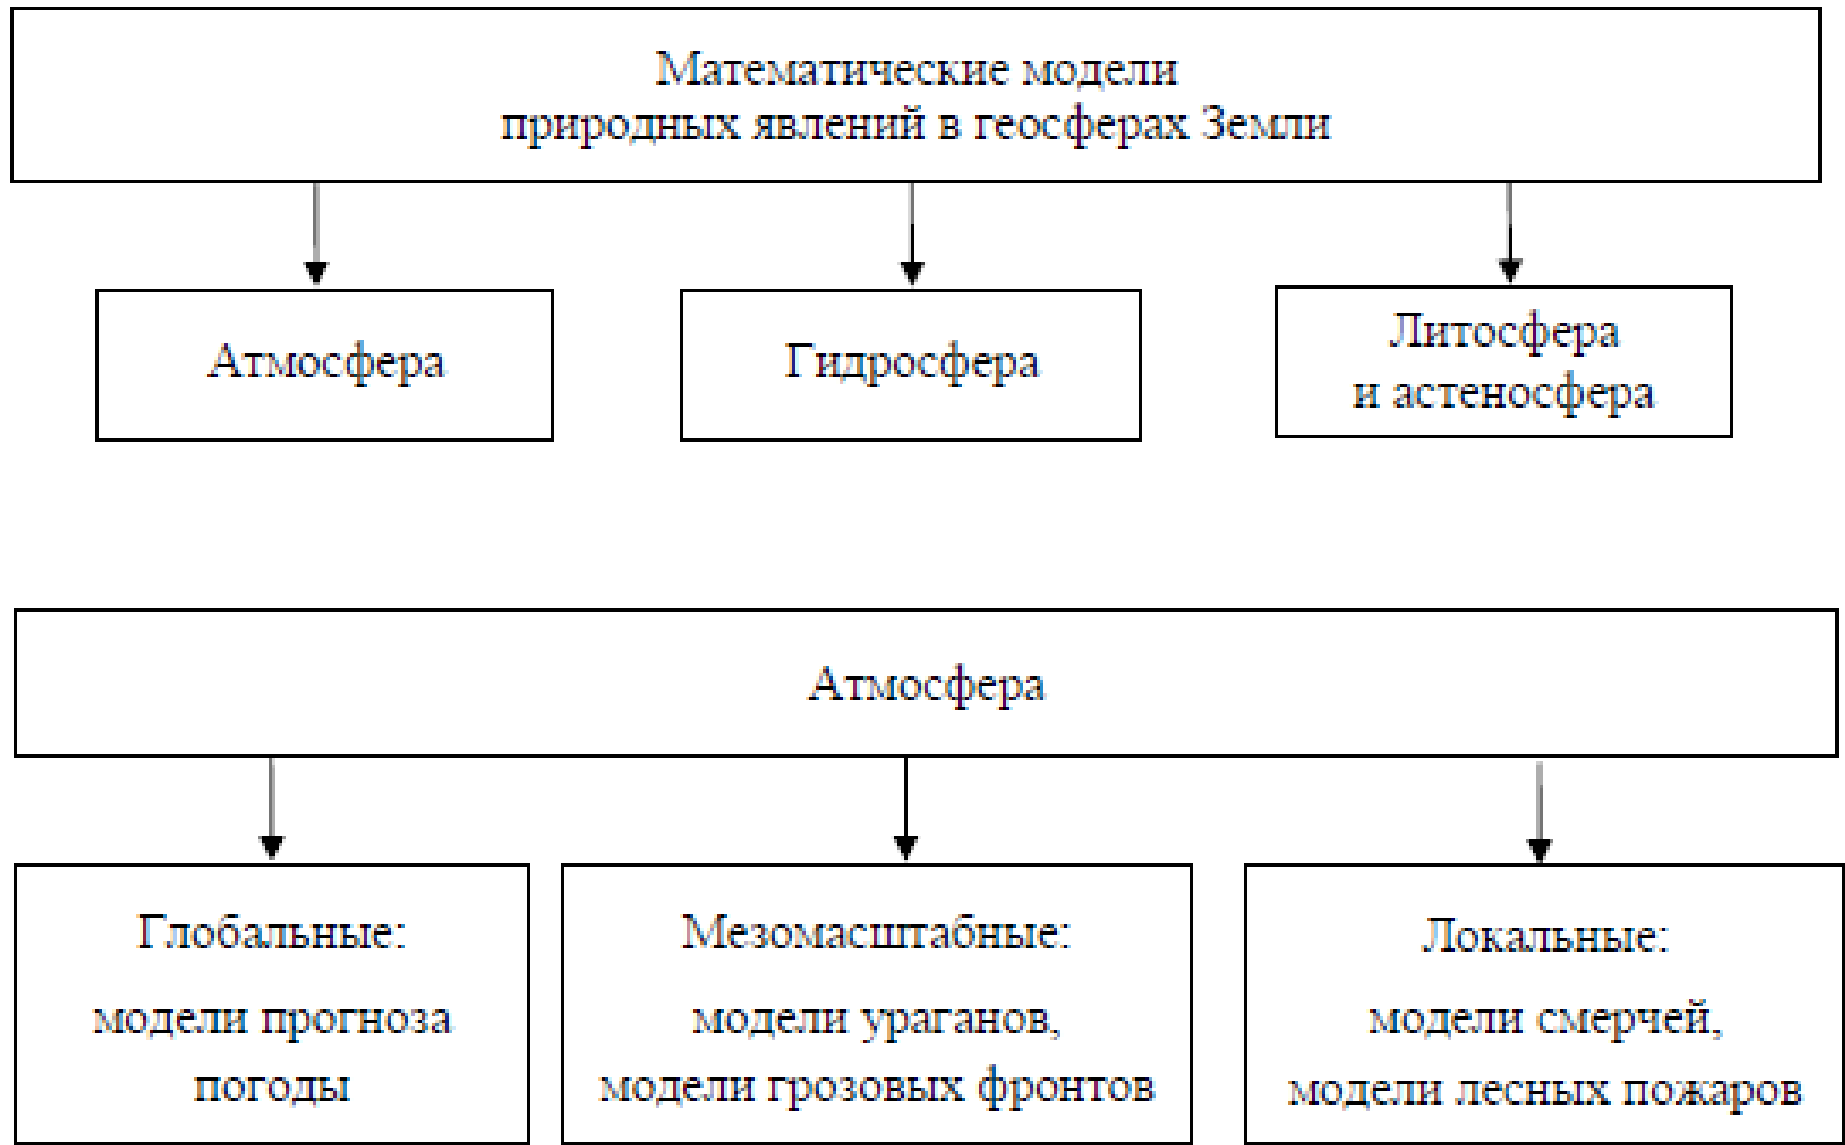 Математические модели
природных явлений в геосферах Земли
Атмосфера
Гидросфера
Литосфера
и астеносфера
Атмосфера
Глобальные:
модели прогноза
погоды
Мезомасштабные:
модели ураганов,
модели грозовых фронтов
Локальные:
модели смерчей,
модели лесных пожаров